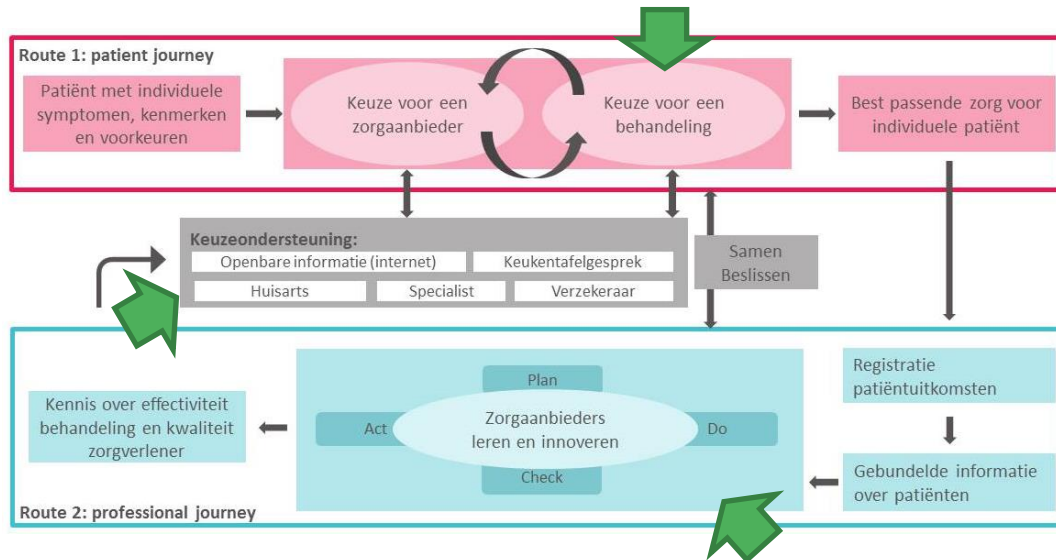 Route 1: patient journey
Patiënt met individuele
symptomen, kenmerken
en voorkeuren
Keuze voor een
zorgaanbieder
Keuze voor een
behandeling
Best passende zorg voor
individuele patiënt
Keuzeondersteuning:
Openbare informatie (internet)
Keukentafelgesprek
Huisarts
Specialist
Verzekeraar
Samen
Beslissen
Kennis over effectiviteit
behandeling en kwaliteit
zorgverlener
Plan
Act
Zorgaanbieders
leren en innoveren
Do
Check
Registratie
patiëntuitkomsten
Gebundelde informatie
over patiënten
Route 2: professional journey